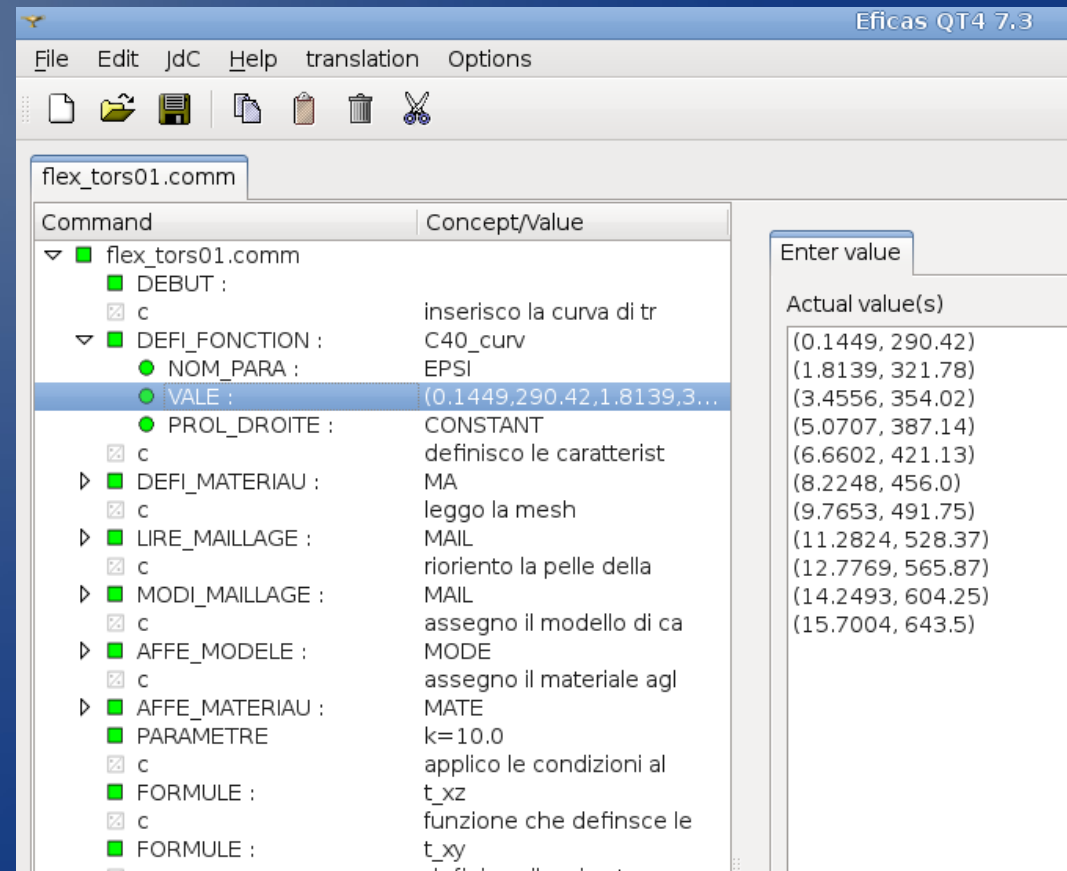 Eficas QT4 7.3
File Edit JdC Help translation Options
flex_tors01.comm
Command Concept/Value
flex_tors01.comm
DEBUT :
c inserisco la curva di tr
DEFI_FONCTION : C40_curv
NOM_PARA : EPSI
VALE : (0.1449,290.42,1.8139,3...
PROL_DROITE : CONSTANT
c definisco le caratterist
DEFI_MATERIAU : MA
c leggo la mesh
LIRE_MAILLAGE : MAIL
c rioriento la pelle della
MODI_MAILLAGE : MAIL
c assegno il modello di ca
AFFE_MODELE : MODE
c assegno il materiale agl
AFFE_MATERIAU : MATE
PARAMETRE k=10.0
c applico le condizioni al
FORMULE : t_xz
c funzione che definsce le
FORMULE : t_xy
Enter value
Actual value(s)
(0.1449, 290.42)
(1.8139, 321.78)
(3.4556, 354.02)
(5.0707, 387.14)
(6.6602, 421.13)
(8.2248, 456.0)
(9.7653, 491.75)
(11.2824, 528.37)
(12.7769, 565.87)
(14.2493, 604.25)
(15.7004, 643.5)